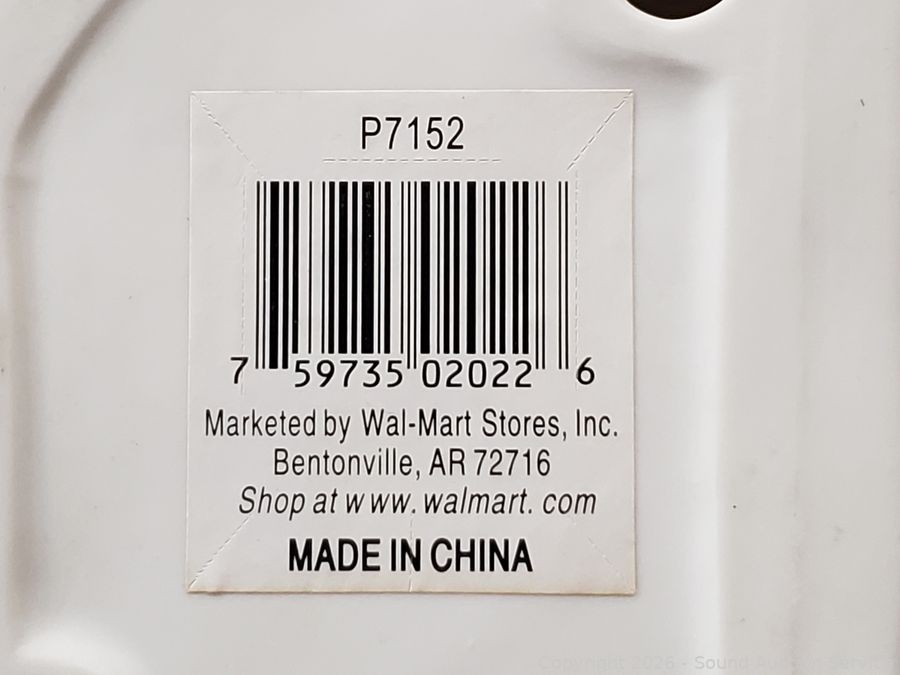 P7152
7 59735 02022 6
Marketed by Wal-Mart Stores, Inc.
Bentonville, AR 72716
Shop at www.walmart.com
MADE IN CHINA
Copyright 2026 - Sound Auction Service